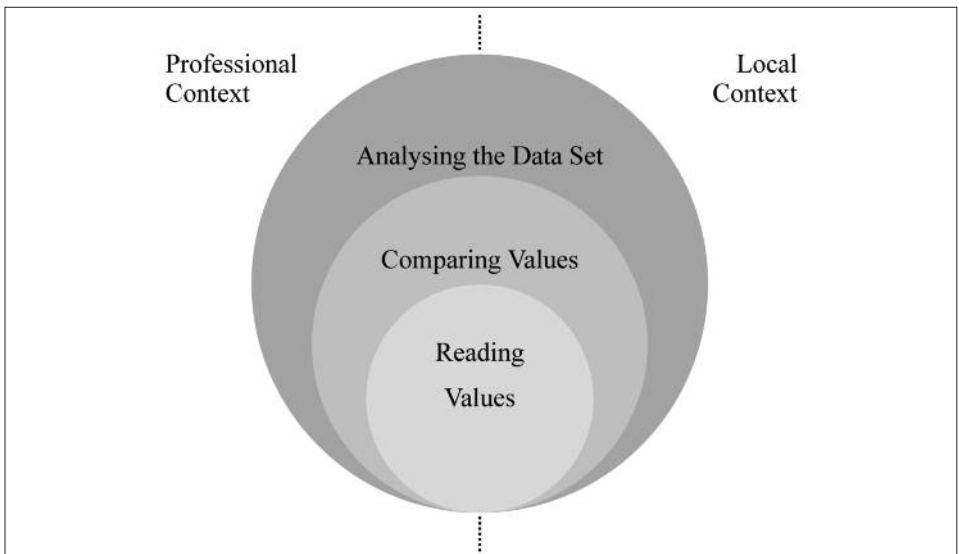 Professional
Context
Local
Context
Analysing the Data Set
Comparing Values
Reading
Values